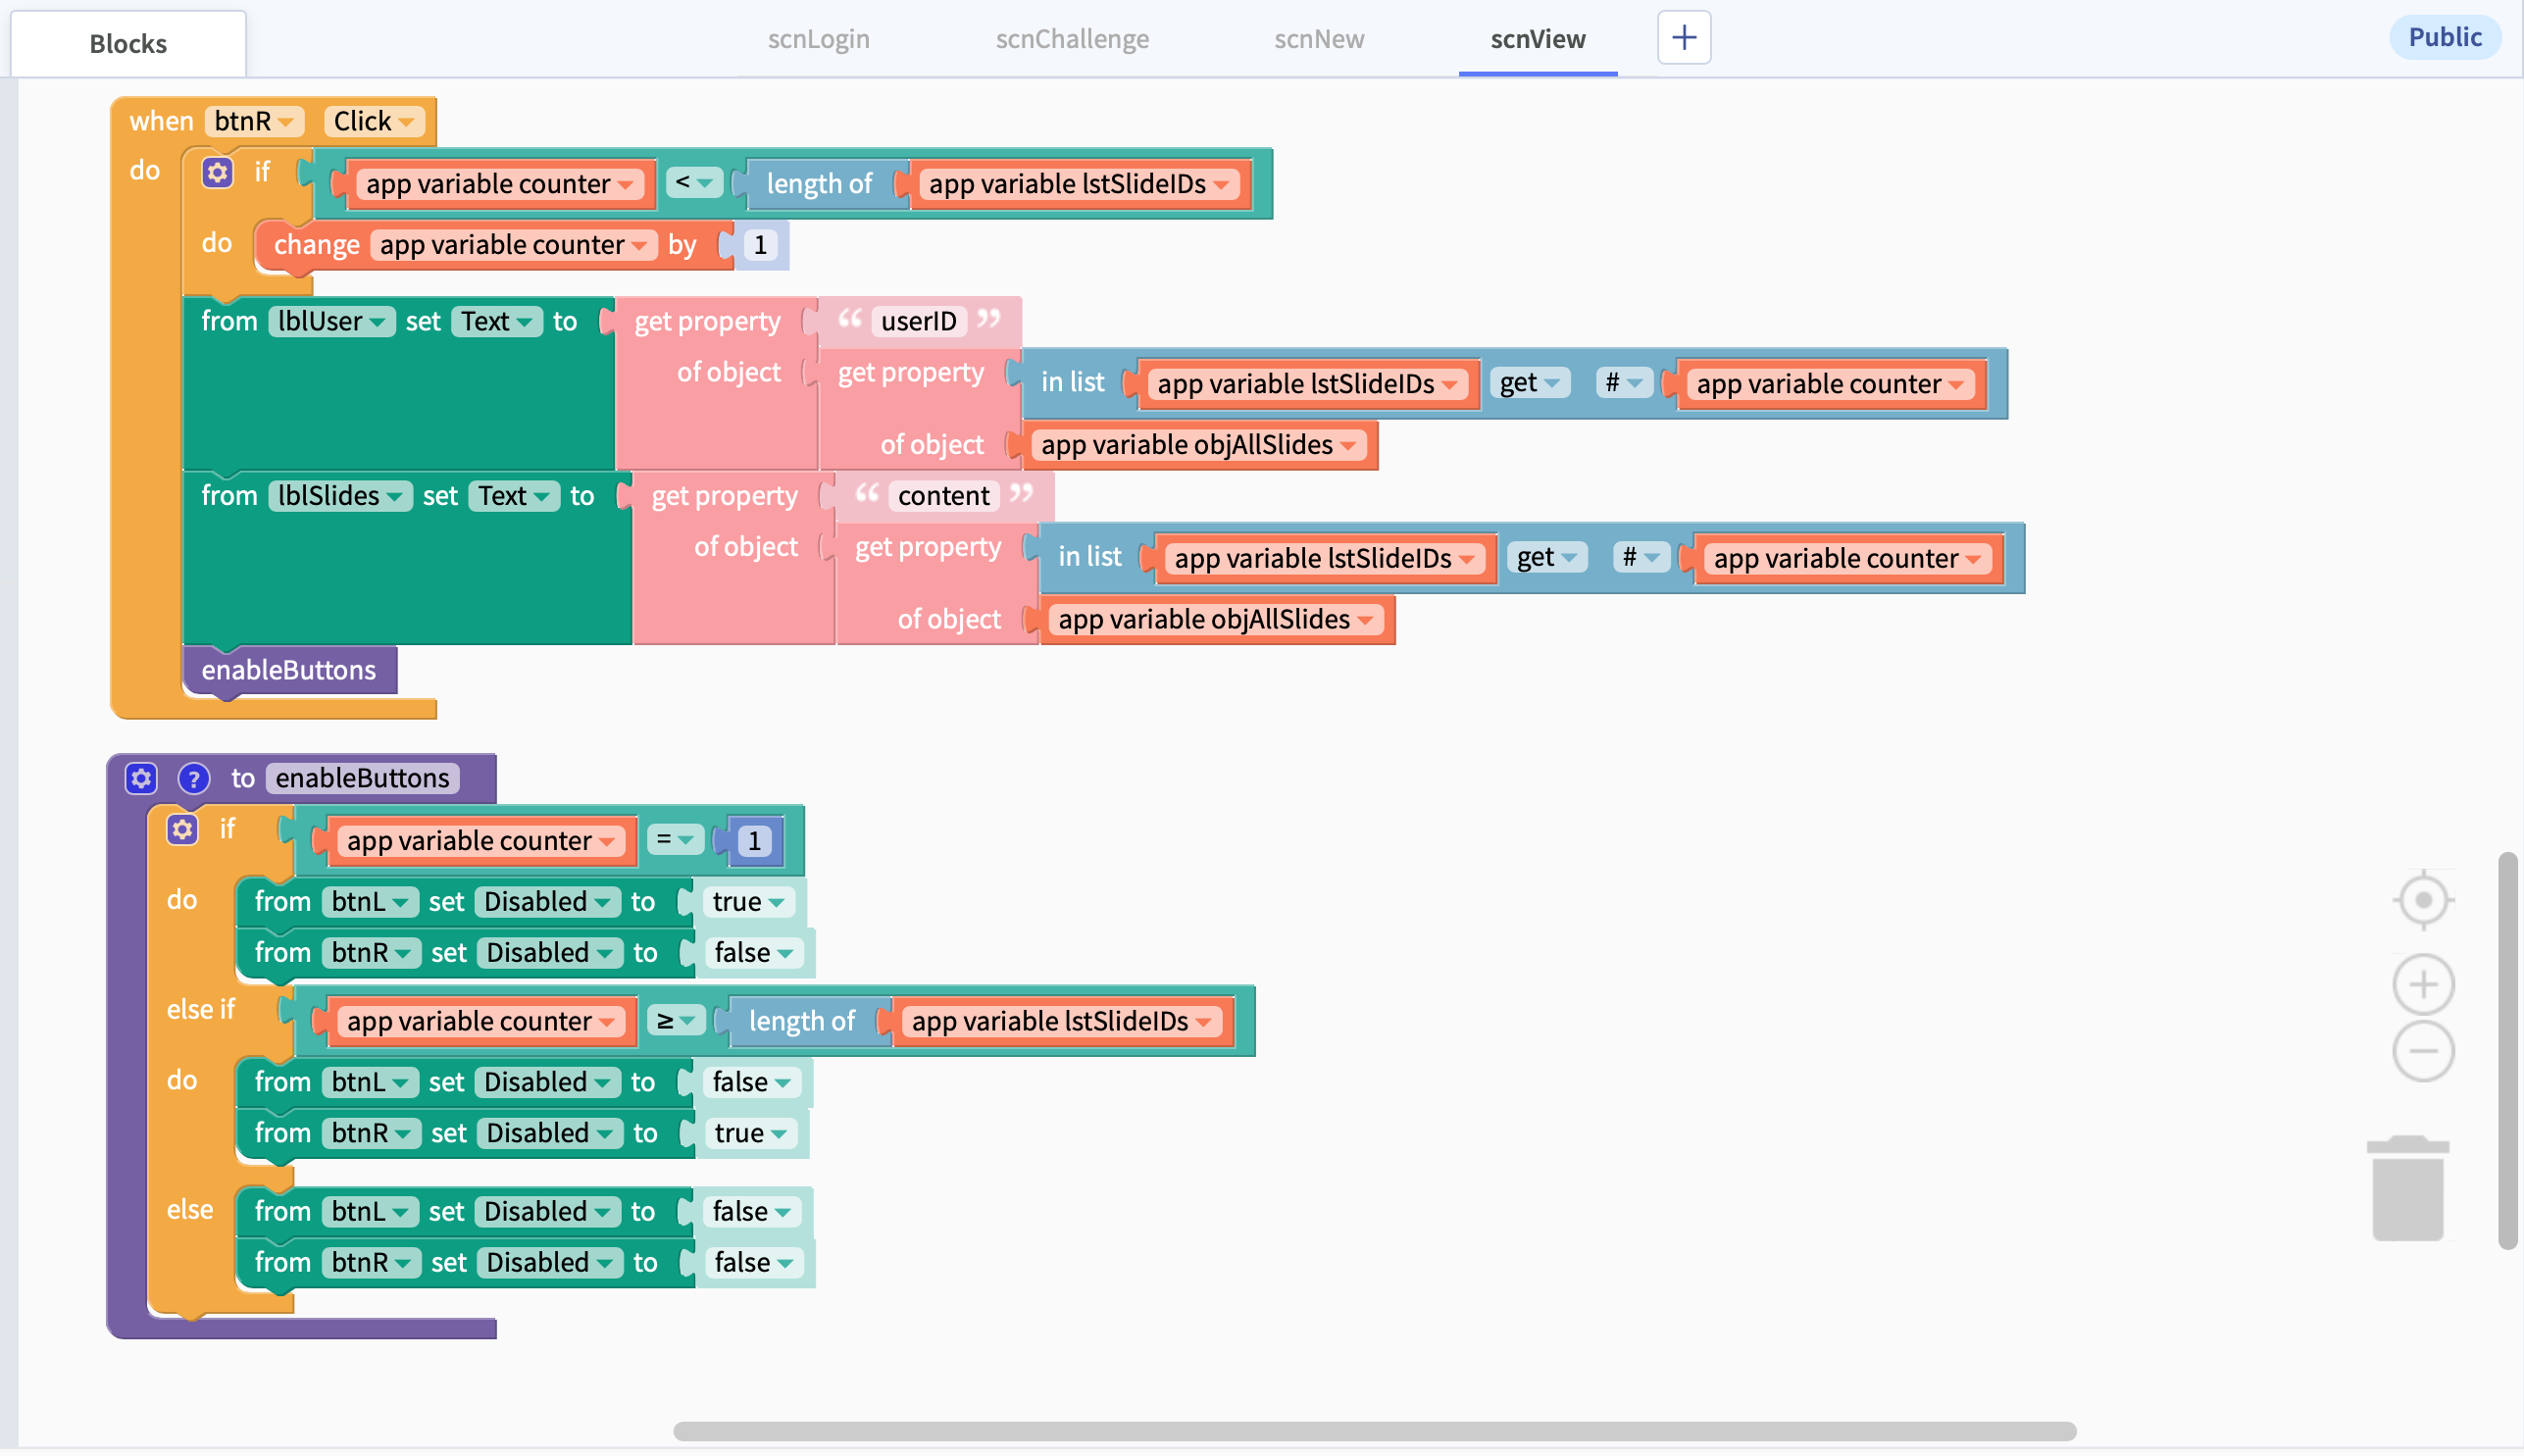 Blocks
scnLogin scnChallenge scnNew scnView +
Public
when btnR Click
do if app variable counter < length of app variable lstSlideIDs
do change app variable counter by 1
from lblUser set Text to get property “ userID ”
of object get property in list app variable lstSlideIDs get # app variable counter
of object app variable objAllSlides
from lblSlides set Text to get property “ content ”
of object get property in list app variable lstSlideIDs get # app variable counter
of object app variable objAllSlides
enableButtons
? to enableButtons
if app variable counter = 1
do from btnL set Disabled to true
from btnR set Disabled to false
else if app variable counter ≥ length of app variable lstSlideIDs
do from btnL set Disabled to false
from btnR set Disabled to true
else from btnL set Disabled to false
from btnR set Disabled to false